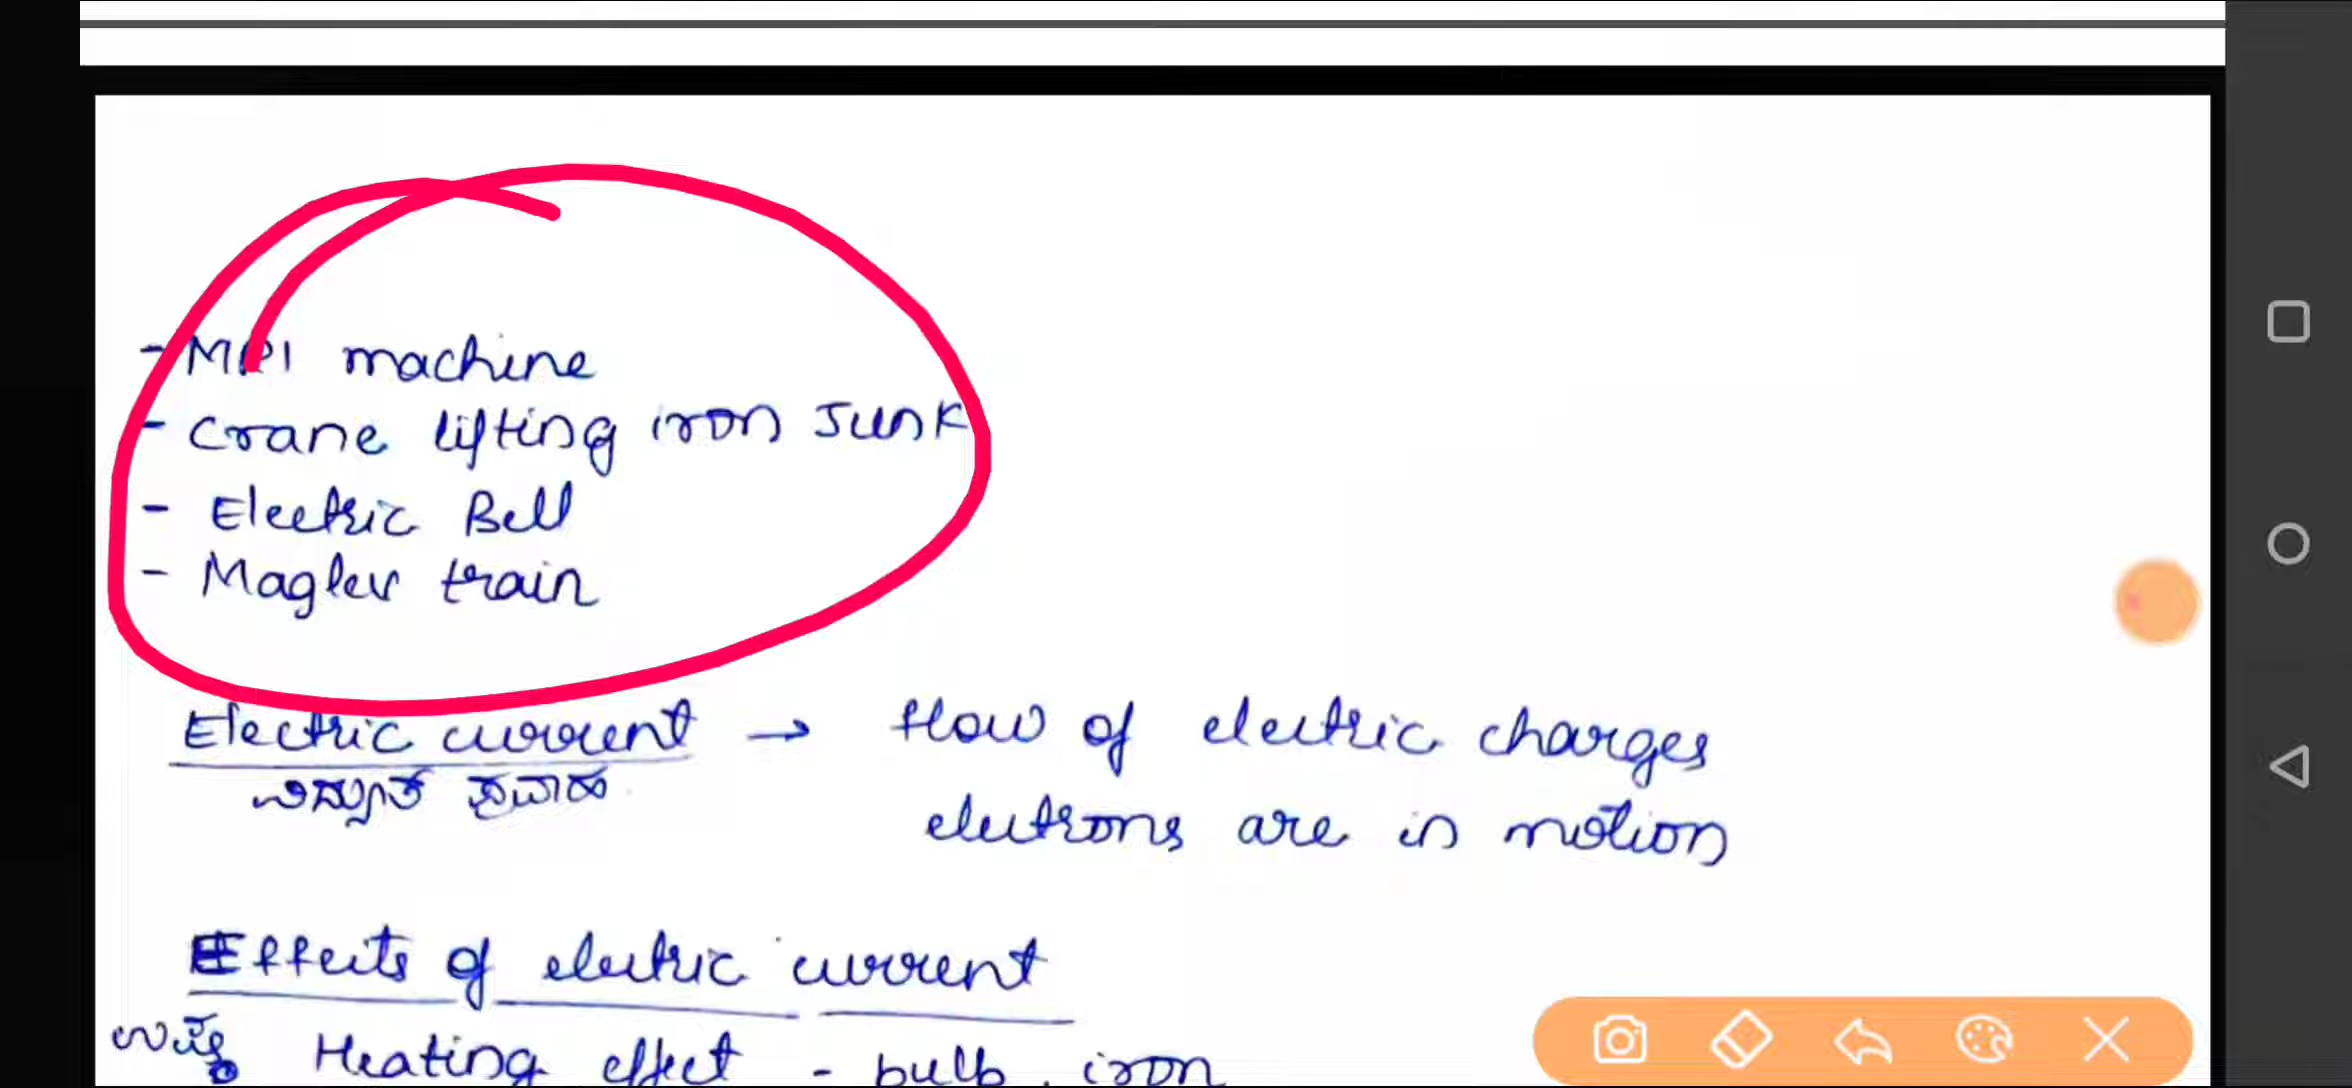 - MRI machine
- Crane lifting iron Junk
- Electric Bell
- Maglev train
Electric current → flow of electric charges
ವಿದ್ಯುತ್ ಪ್ರವಾಹ
electrons are in motion
Effects of electric current
Heating effect - bulb, iron